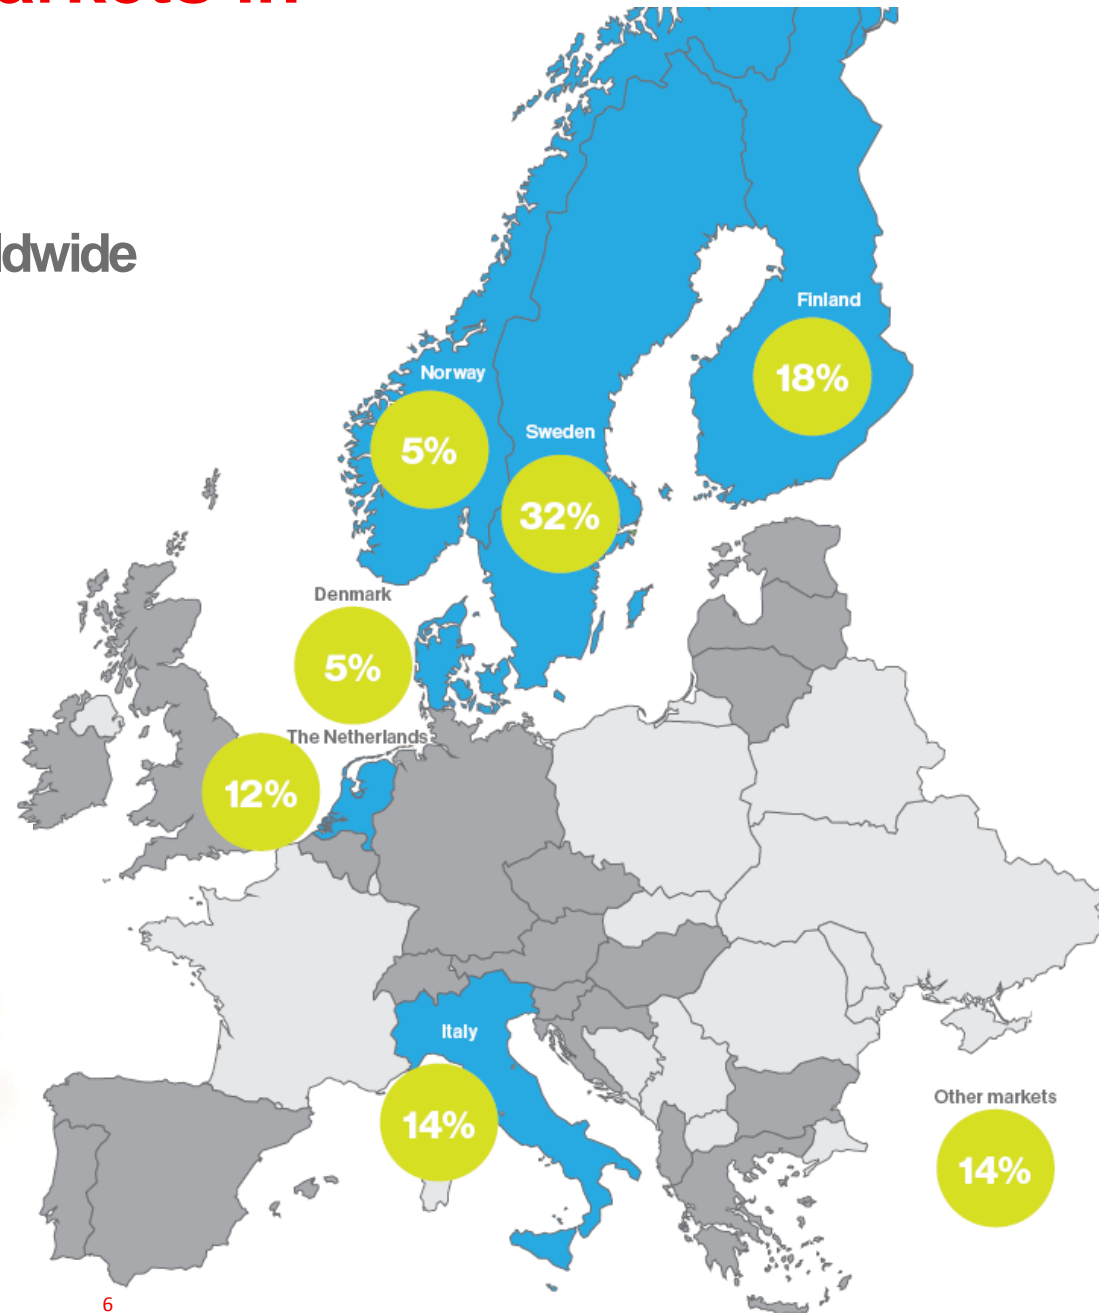 ldwide
Finland
18%
Norway
5%
Sweden
32%
Denmark
5%
The Netherlands
12%
Italy
14%
Other markets
14%
6